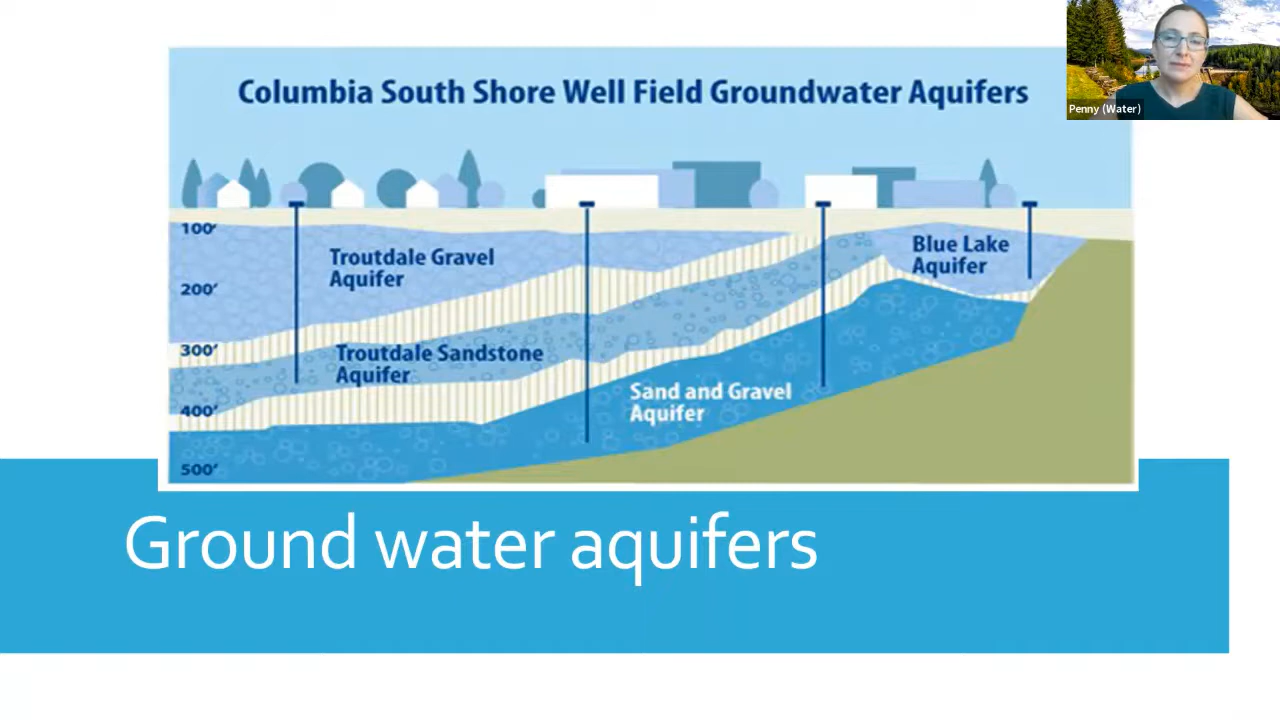 Columbia South Shore Well Field Groundwater Aquifers
Penny (Water)
100'
Troutdale Gravel
Aquifer
Blue Lake
Aquifer
200'
300'
Troutdale Sandstone
Aquifer
400'
Sand and Gravel
Aquifer
500'
Ground water aquifers